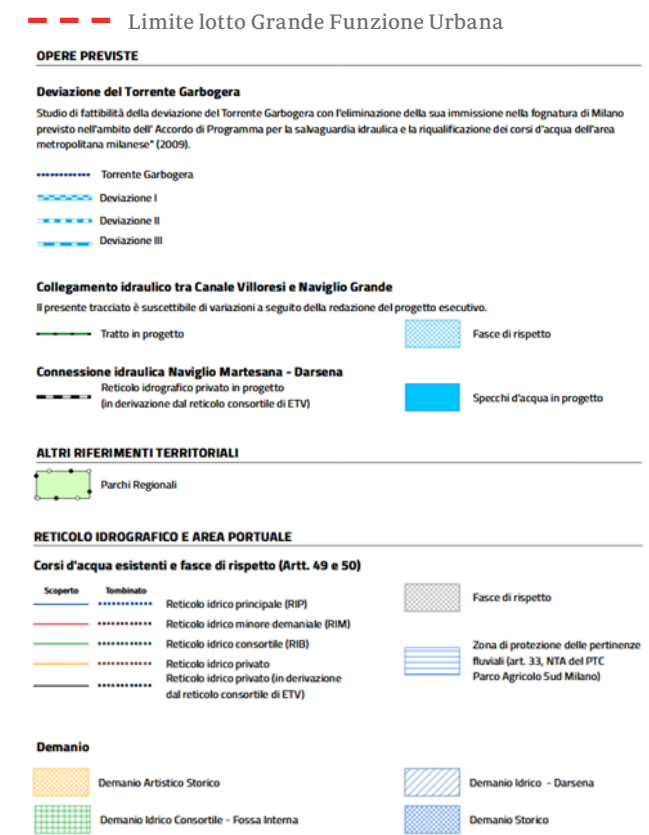 Limite lotto Grande Funzione Urbana
OPERE PREVISTE
Deviazione del Torrente Garbogera
Studio di fattibilità della deviazione del Torrente Garbogera con l'eliminazione della sua immissione nella fognatura di Milano
previsto nell'ambito dell' Accordo di Programma per la salvaguardia idraulica e la riqualificazione dei corsi d'acqua dell'area
metropolitana milanese" (2009).
Torrente Garbogera
Deviazione I
Deviazione II
Deviazione III
Collegamento idraulico tra Canale Villoresi e Naviglio Grande
Il presente tracciato è suscettibile di variazioni a seguito della redazione del progetto esecutivo.
Tratto in progetto
Fasce di rispetto
Connessione idraulica Naviglio Martesana - Darsena
Reticolo idrografico privato in progetto
(in derivazione dal reticolo consortile di ETV)
Specchi d'acqua in progetto
ALTRI RIFERIMENTI TERRITORIALI
Parchi Regionali
RETICOLO IDROGRAFICO E AREA PORTUALE
Corsi d'acqua esistenti e fasce di rispetto (Artt. 49 e 50)
Scoperto Tombinato
Reticolo idrico principale (RIP)
Reticolo idrico minore demaniale (RIM)
Reticolo idrico consortile (RIB)
Reticolo idrico privato
Reticolo idrico privato (in derivazione
dal reticolo consortile di ETV)
Fasce di rispetto
Zona di protezione delle pertinenze
fluviali (art. 33, NTA del PTC
Parco Agricolo Sud Milano)
Demanio
Demanio Artistico Storico
Demanio Idrico - Darsena
Demanio Idrico Consortile - Fossa Interna
Demanio Storico